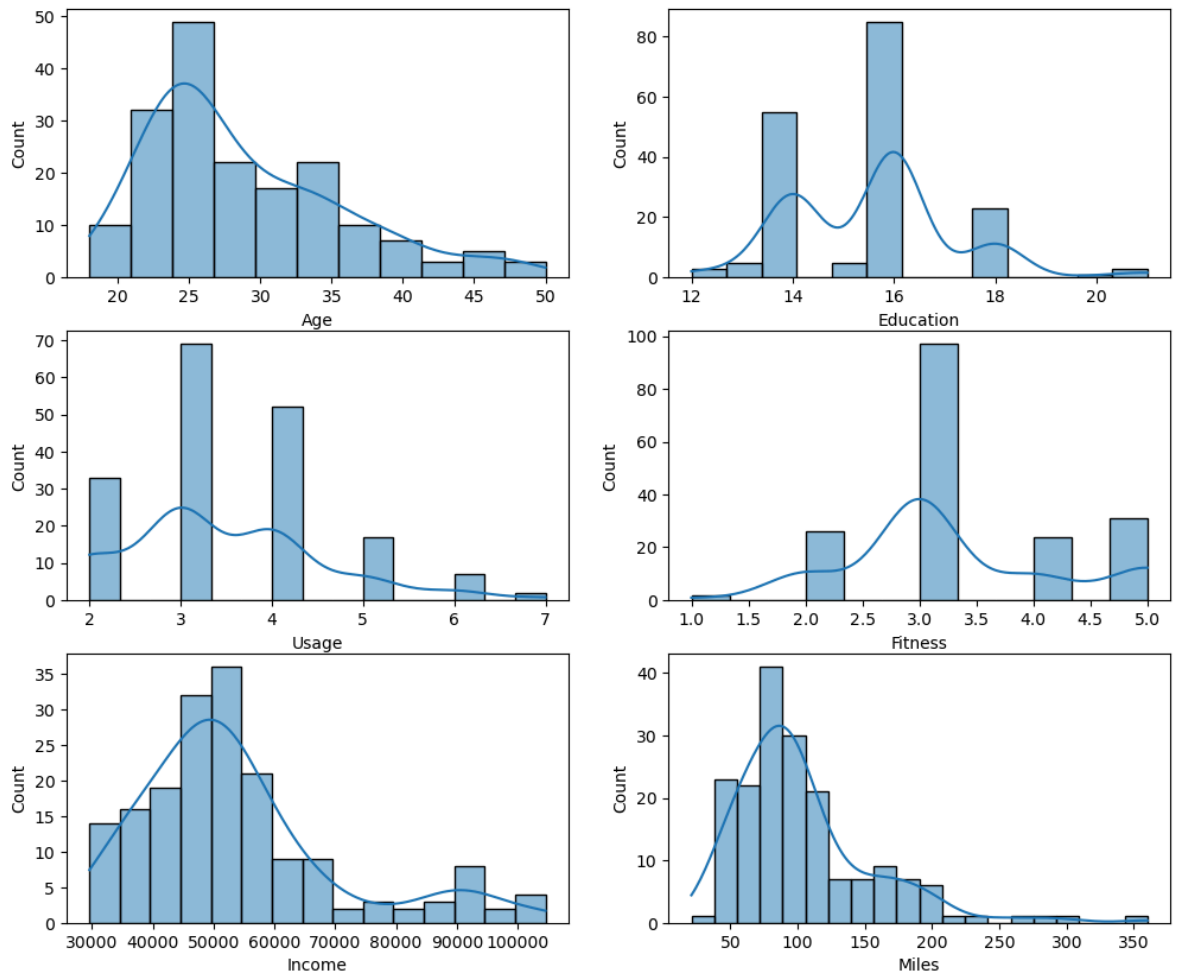 50
40
30
20
10
0
Count
20 25 30 35 40 45 50
Age
80
60
40
20
0
Count
12 14 16 18 20
Education
70
60
50
40
30
20
10
0
Count
2 3 4 5 6 7
Usage
100
80
60
40
20
0
Count
1.0 1.5 2.0 2.5 3.0 3.5 4.0 4.5 5.0
Fitness
35
30
25
20
15
10
5
0
Count
30000 40000 50000 60000 70000 80000 90000 100000
Income
40
30
20
10
0
Count
50 100 150 200 250 300 350
Miles